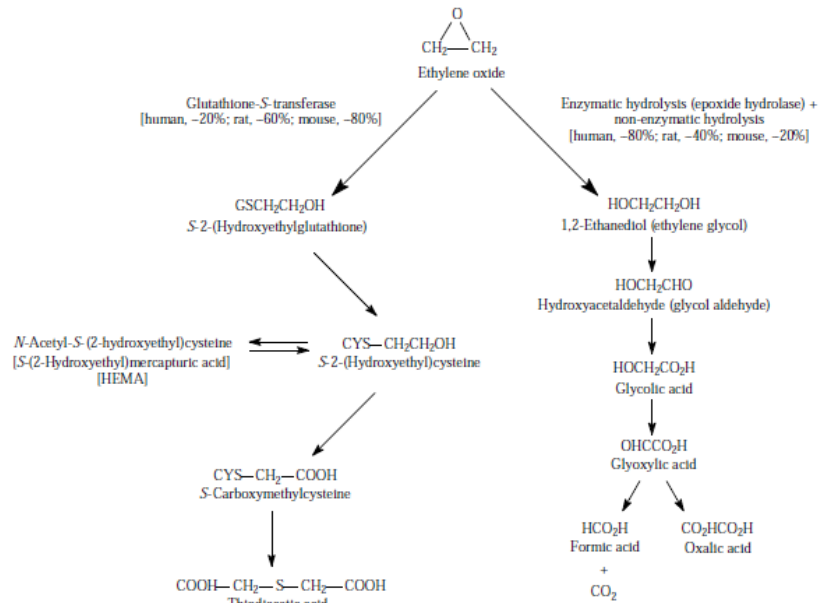 O
CH₂—CH₂
Ethylene oxide
Glutathione-S-transferase
[human, ~20%; rat, ~60%; mouse, ~80%]
Enzymatic hydrolysis (epoxide hydrolase) +
non-enzymatic hydrolysis
[human, ~80%; rat, ~40%; mouse, ~20%]
GSCH₂CH₂OH
S-2-(Hydroxyethylglutathione)
HOCH₂CH₂OH
1,2-Ethanediol (ethylene glycol)
HOCH₂CHO
Hydroxyacetaldehyde (glycol aldehyde)
N-Acetyl-S-(2-hydroxyethyl)cysteine
[S-(2-Hydroxyethyl)mercapturic acid]
[HEMA]
CYS—CH₂CH₂OH
S-2-(Hydroxyethyl)cysteine
HOCH₂CO₂H
Glycolic acid
OHCCO₂H
Glyoxylic acid
CYS—CH₂—COOH
S-Carboxymethylcysteine
HCO₂H
Formic acid
+
CO₂
CO₂HCO₂H
Oxalic acid
COOH—CH₂—S—CH₂—COOH